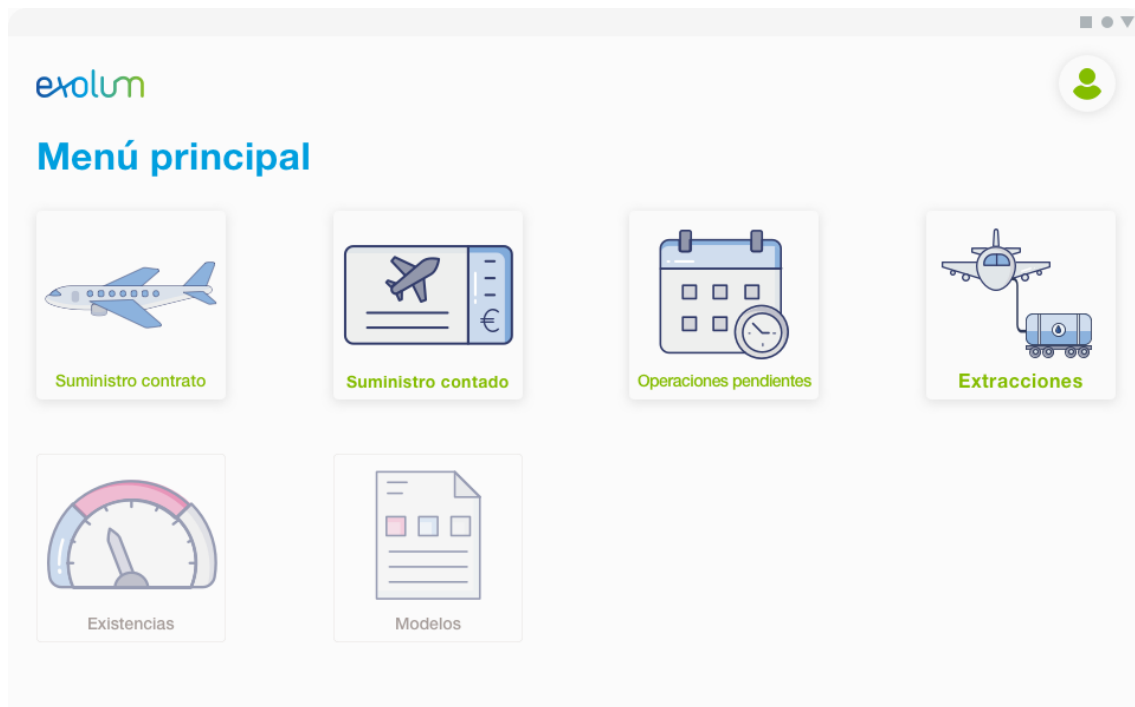 exolum
Menú principal
Suministro contrato
€
Suministro contado
Operaciones pendientes
Extracciones
Existencias
Modelos